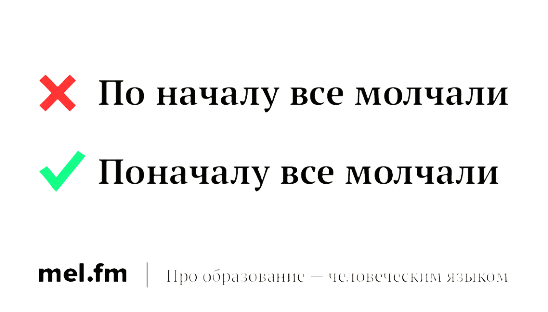 По началу все молчали
Поначалу все молчали
mel.fm | Про образование — человеческим языком